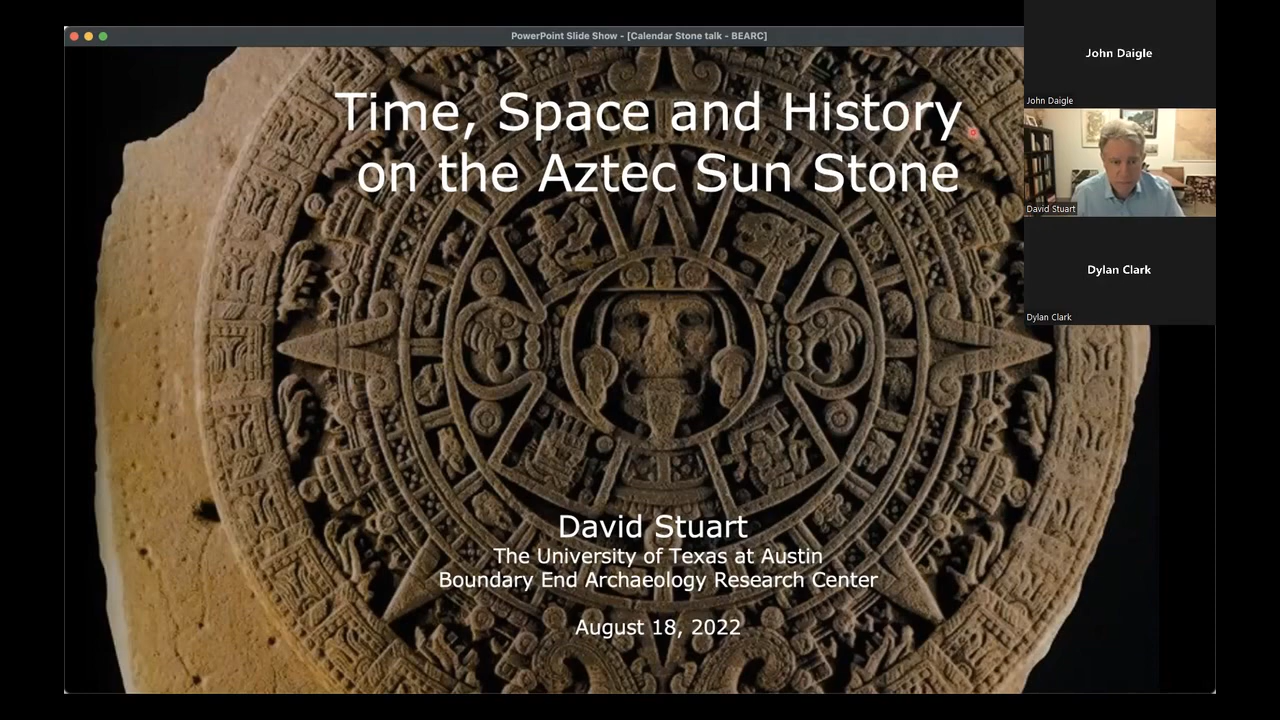 PowerPoint Slide Show - [Calendar Stone talk - BEARC]
Time, Space and History
on the Aztec Sun Stone
David Stuart
The University of Texas at Austin
Boundary End Archaeology Research Center
August 18, 2022
John Daigle
John Daigle
David Stuart
Dylan Clark
Dylan Clark